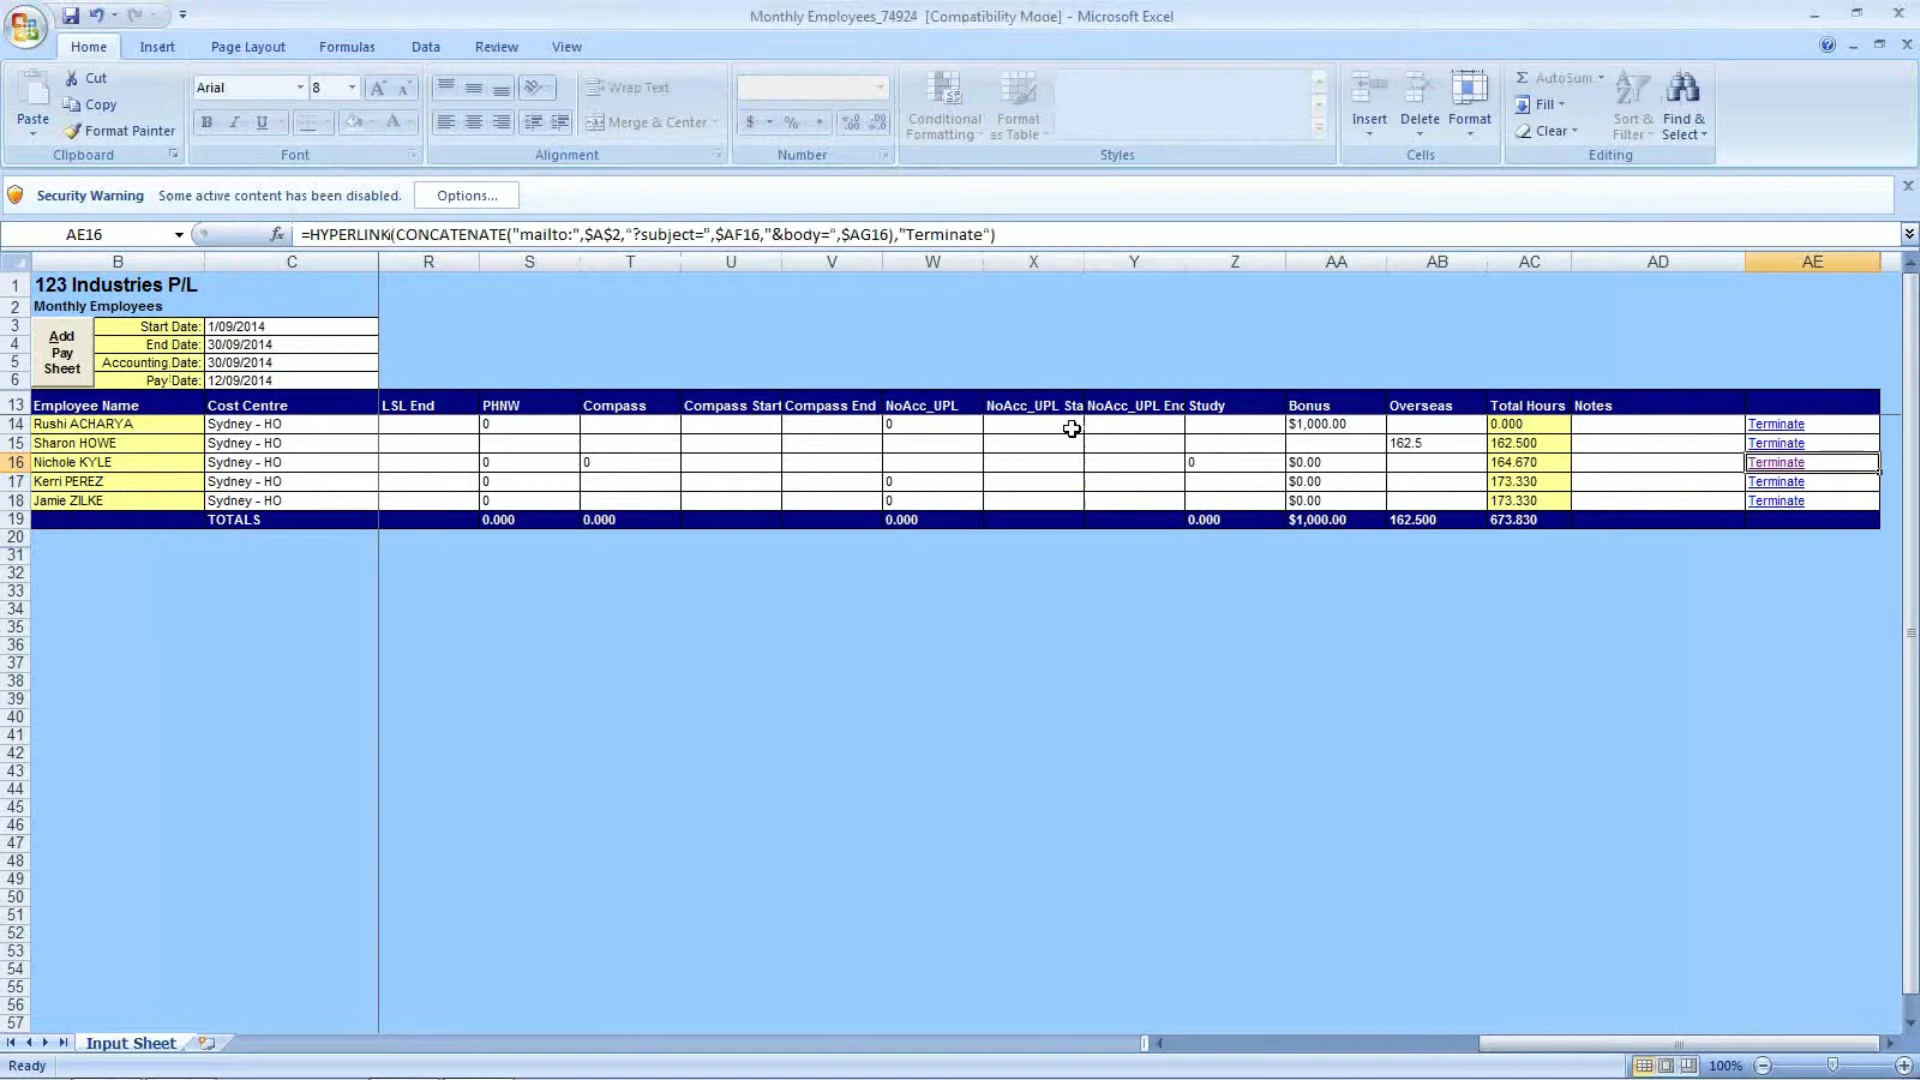 Monthly Employees_74924 [Compatibility Mode] - Microsoft Excel
Home Insert Page Layout Formulas Data Review View
Paste
Cut
Copy
Format Painter
Clipboard
Arial 8
B I U
Font
Wrap Text
Merge & Center
Alignment
$ %
Number
Conditional Formatting
Format as Table
Styles
Insert Delete Format
Cells
Σ AutoSum
Fill
Clear
Sort & Filter
Find & Select
Editing
Security Warning Some active content has been disabled. Options...
AE16 fx =HYPERLINK(CONCATENATE("mailto:",$A$2,"?subject=",$AF16,"&body=",$AG16),"Terminate")
B C R S T U V W X Y Z AA AB AC AD AE
1 123 Industries P/L
2 Monthly Employees
Add Pay Sheet
3 Start Date: 1/09/2014
4 End Date: 30/09/2014
5 Accounting Date: 30/09/2014
6 Pay Date: 12/09/2014
13 Employee Name Cost Centre LSL End PHNW Compass Compass Start Compass End NoAcc_UPL NoAcc_UPL Sta NoAcc_UPL End Study Bonus Overseas Total Hours Notes
14 Rushi ACHARYA Sydney - HO 0 0 $1,000.00 0.000 Terminate
15 Sharon HOWE Sydney - HO 162.5 162.500 Terminate
16 Nichole KYLE Sydney - HO 0 0 0 $0.00 164.670 Terminate
17 Kerri PEREZ Sydney - HO 0 0 $0.00 173.330 Terminate
18 Jamie ZILKE Sydney - HO 0 0 $0.00 173.330 Terminate
19 TOTALS 0.000 0.000 0.000 0.000 $1,000.00 162.500 673.830
20
31
32
33
34
35
36
37
38
39
40
41
42
43
44
45
46
47
48
49
50
51
52
53
54
55
56
57
Input Sheet
Ready 100%